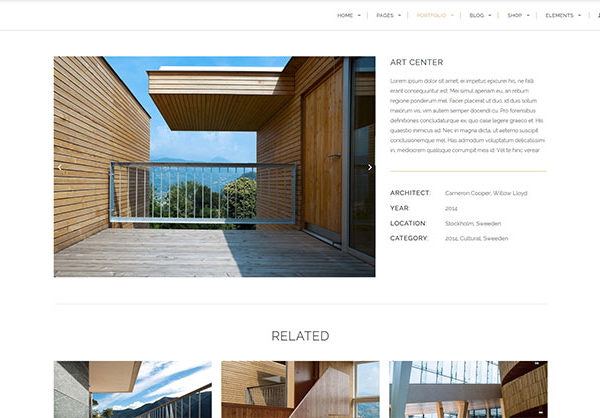 HOME PAGES PORTFOLIO BLOG SHOP ELEMENTS
ART CENTER
Lorem ipsum dolor sit amet, ei impetus epicurei his, ne falli
erant consequuntur est. Mei simul aperiam eu, an rebum
regione ponderum mel. Facer placerat ut duo, id duis solum
maiorum vis, vim autem semper docendi cu. Pro forensibus
definitiones concludaturque ex, quo case legere graeco et. His
quaestio inimicus ad. Nec in magna dicta, ut aeterno suscipit
conclusionemque mel. Has admodum voluptatum delicatissimi
in, mediocrem qualisque corrumpit mea id. Vel te hinc verear
ARCHITECT: Cameron Cooper, Willow Lloyd
YEAR: 2014
LOCATION: Stockholm, Sweeden
CATEGORY: 2014, Cultural, Sweeden
RELATED